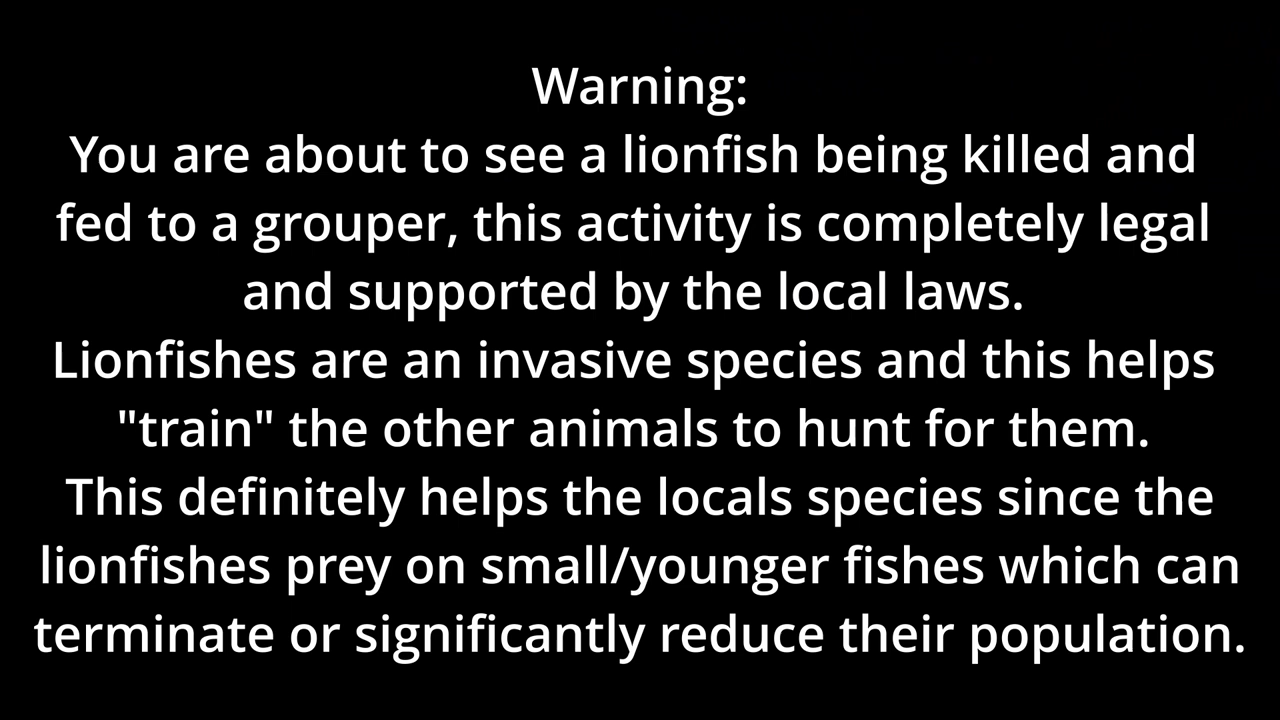 Warning:
You are about to see a lionfish being killed and
fed to a grouper, this activity is completely legal
and supported by the local laws.
Lionfishes are an invasive species and this helps
"train" the other animals to hunt for them.
This definitely helps the locals species since the
lionfishes prey on small/younger fishes which can
terminate or significantly reduce their population.